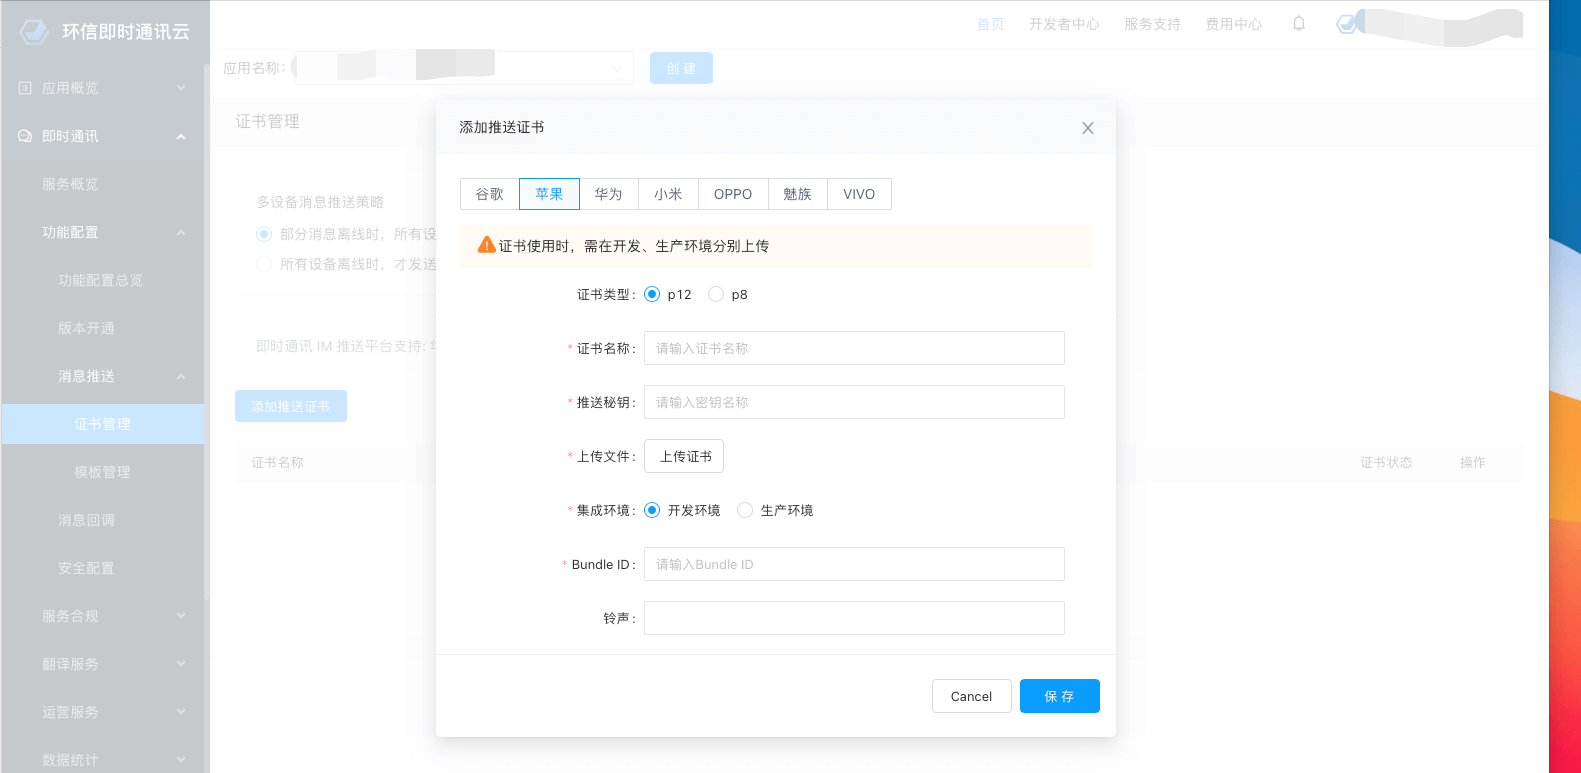 环信即时通讯云
首页 开发者中心 服务支持 费用中心
应用名称:
创 建
应用概览
即时通讯
服务概览
功能配置
功能配置总览
版本开通
消息推送
证书管理
模板管理
消息回调
安全配置
服务合规
翻译服务
运营服务
数据统计
证书管理
多设备消息推送策略
部分消息离线时，所有设
所有设备离线时，才发送
即时通讯 IM 推送平台支持:
添加推送证书
证书名称 证书状态 操作
添加推送证书
谷歌 苹果 华为 小米 OPPO 魅族 VIVO
证书使用时，需在开发、生产环境分别上传
证书类型: p12 p8
* 证书名称: 请输入证书名称
* 推送秘钥: 请输入密钥名称
* 上传文件: 上传证书
* 集成环境: 开发环境 生产环境
* Bundle ID: 请输入Bundle ID
铃声:
Cancel 保 存